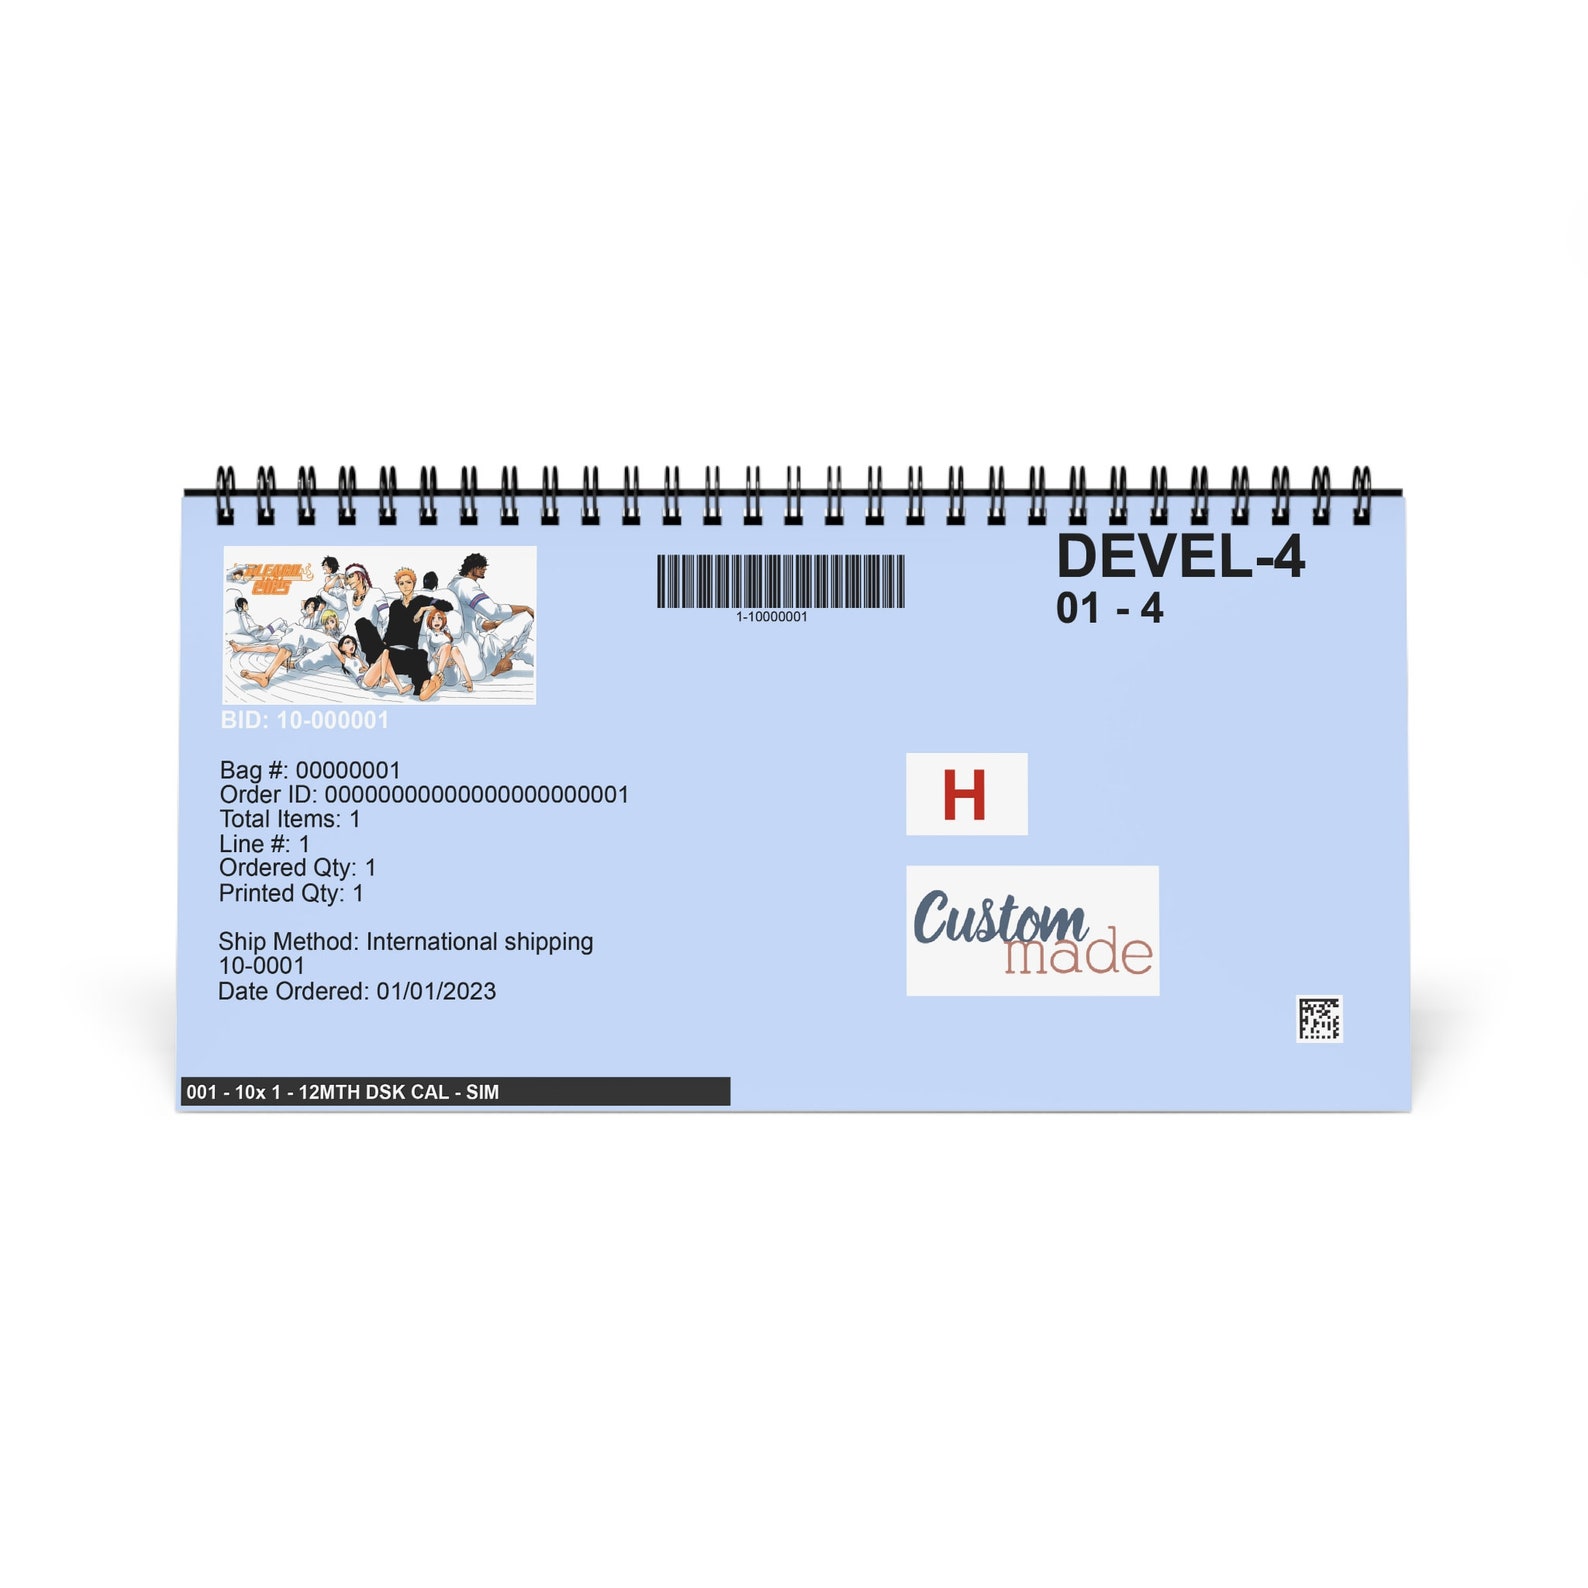 BLEACH
2015
BID: 10-000001
1-10000001
DEVEL-4
01 - 4
Bag #: 00000001
Order ID: 00000000000000000000001
Total Items: 1
Line #: 1
Ordered Qty: 1
Printed Qty: 1
Ship Method: International shipping
10-0001
Date Ordered: 01/01/2023
H
Custom
made
001 - 10x 1 - 12MTH DSK CAL - SIM